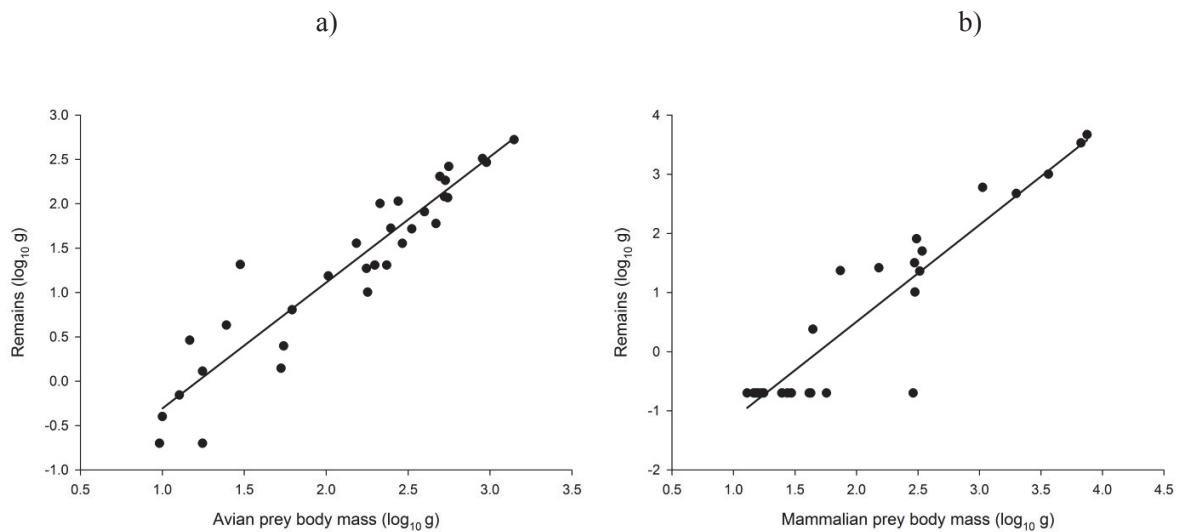 a)
3.0
2.5
2.0
1.5
1.0
0.5
0.0
-0.5
-1.0
Remains (log₁₀ g)
0.5 1.0 1.5 2.0 2.5 3.0 3.5
Avian prey body mass (log₁₀ g)
b)
4
3
2
1
0
-1
-2
Remains (log₁₀ g)
0.5 1.0 1.5 2.0 2.5 3.0 3.5 4.0 4.5
Mammalian prey body mass (log₁₀ g)